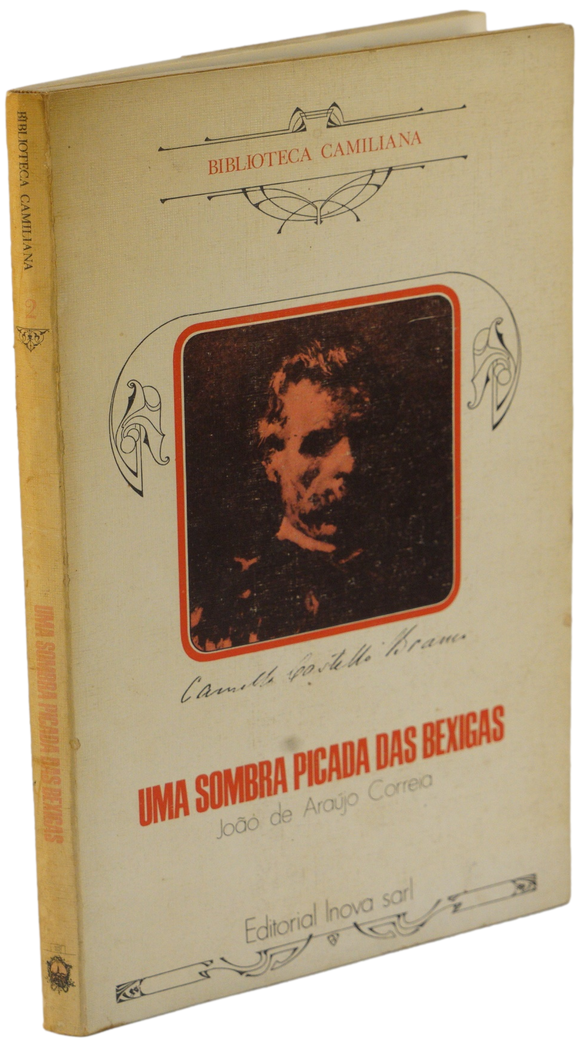 BIBLIOTECA CAMILIANA
2
UMA SOMBRA PICADA DAS BEXIGAS
BIBLIOTECA CAMILIANA
Camillo Castello Branco
UMA SOMBRA PICADA DAS BEXIGAS
João de Araújo Correia
Editorial Inova sarl